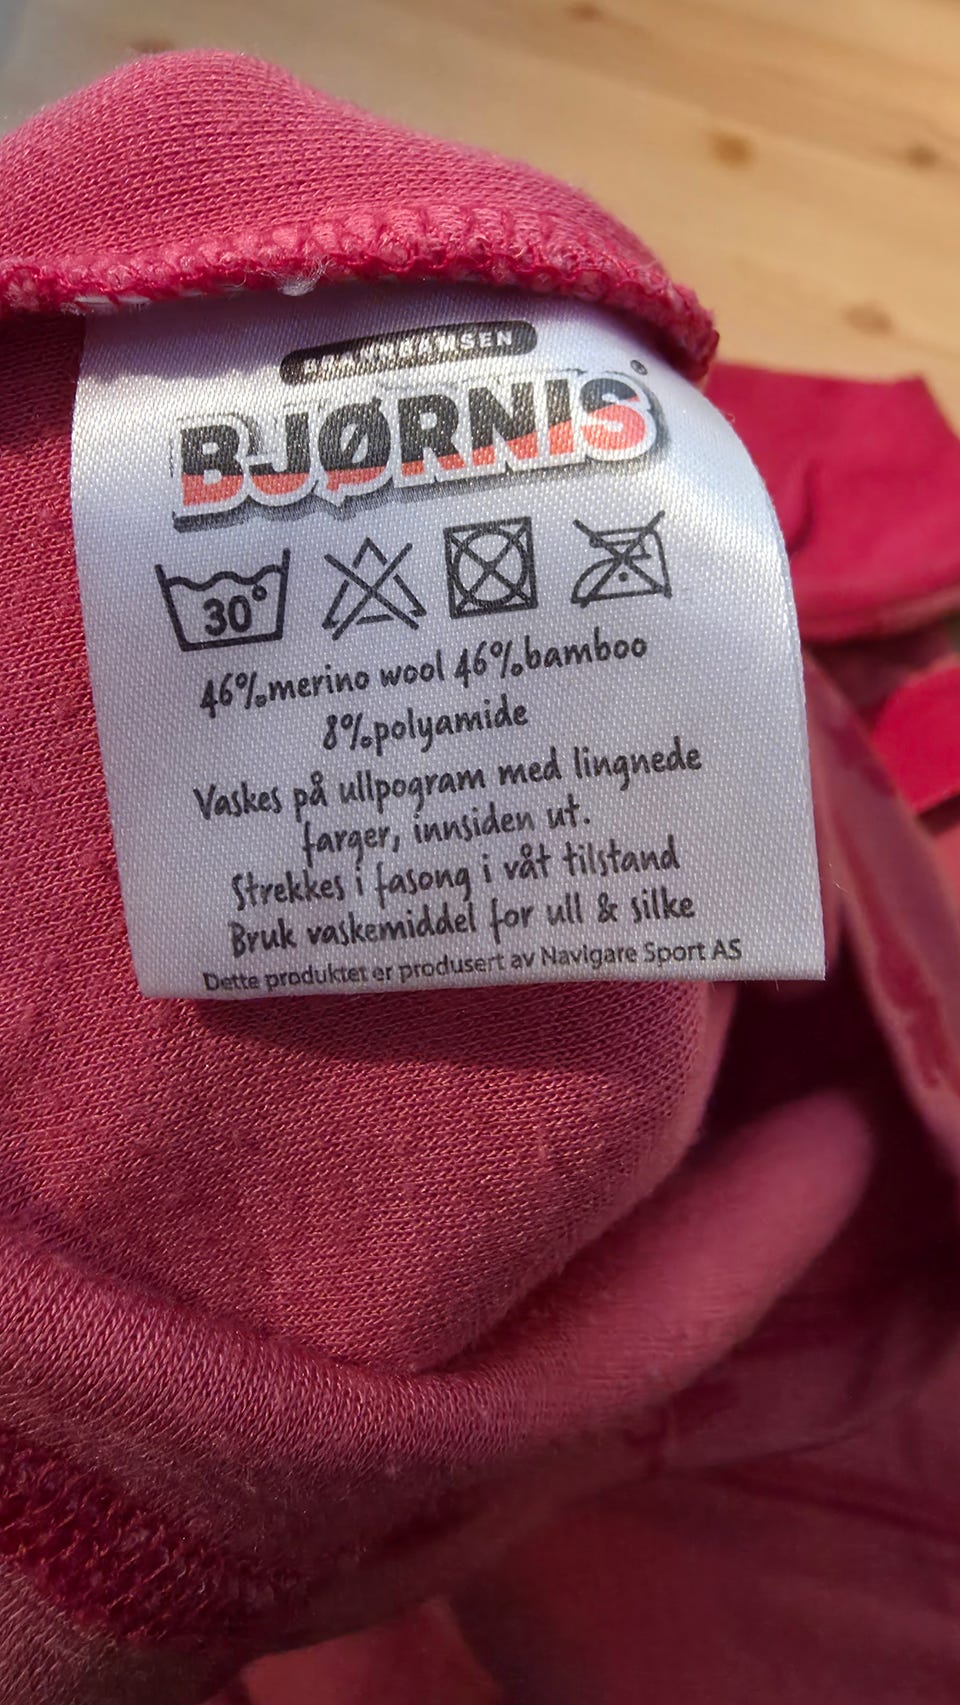 BRANNBAMSEN
BJØRNIS®
30°
46%merino wool 46%bamboo
8%polyamide
Vaskes på ullpogram med lingnede
farger, innsiden ut.
Strekkes i fasong i våt tilstand
Bruk vaskemiddel for ull & silke
Dette produktet er produsert av Navigare Sport AS